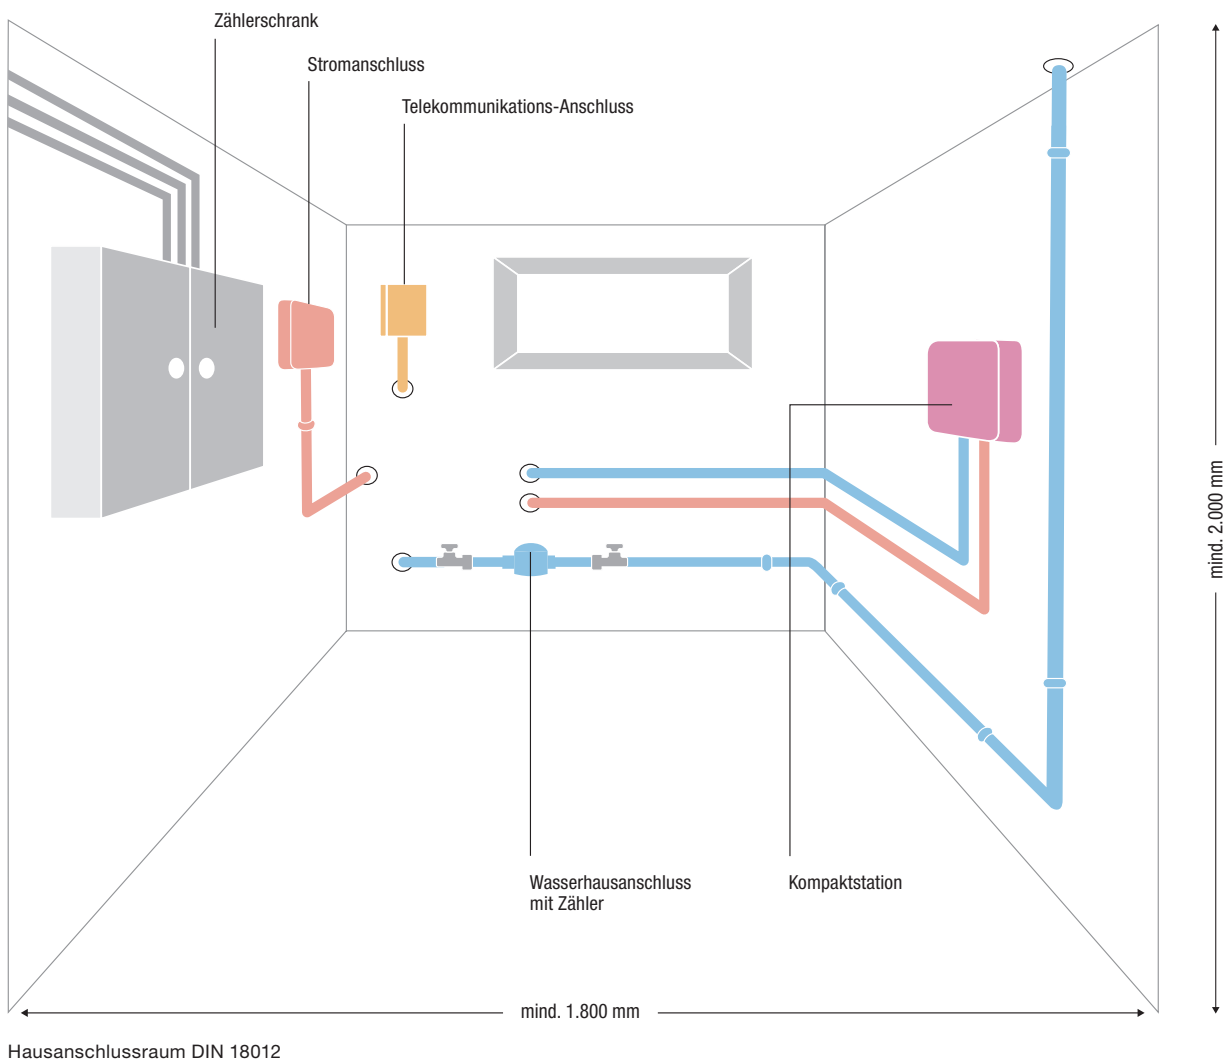 Zählerschrank
Stromanschluss
Telekommunikations-Anschluss
mind. 2.000 mm
Wasserhausanschluss
mit Zähler
Kompaktstation
mind. 1.800 mm
Hausanschlussraum DIN 18012